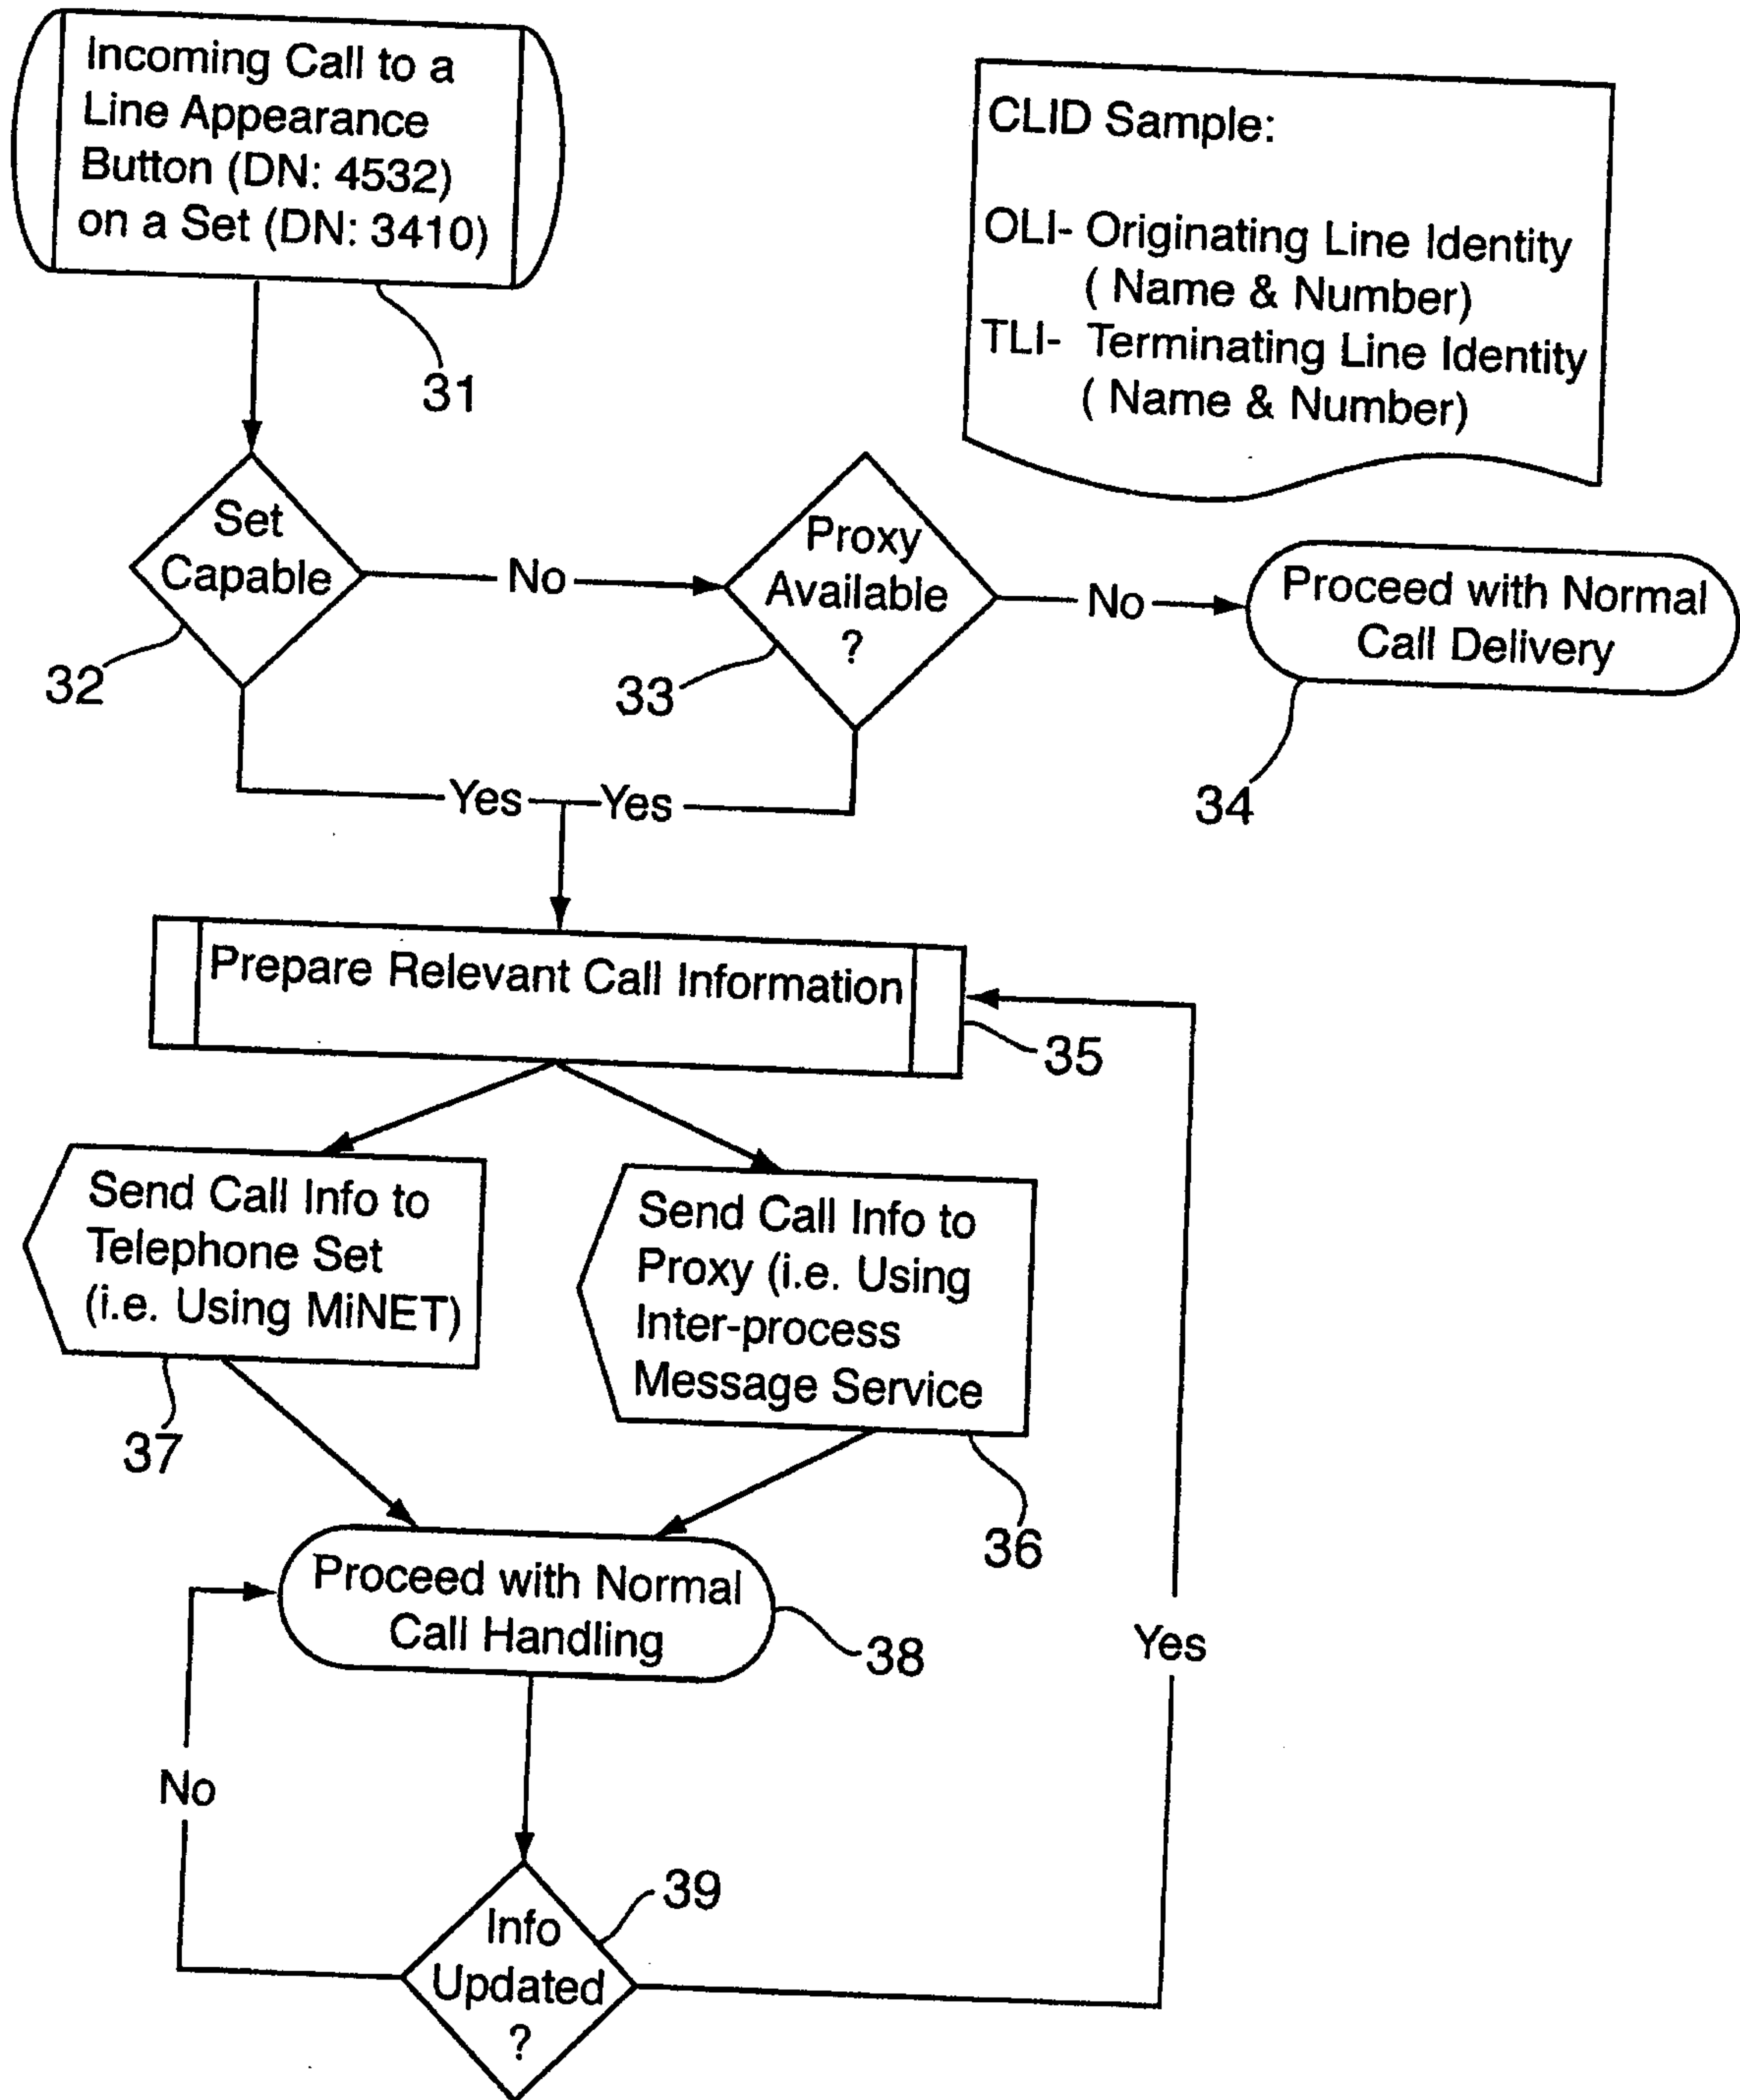 Incoming Call to a
Line Appearance
Button (DN: 4532)
on a Set (DN: 3410)
31
CLID Sample:
OLI- Originating Line Identity
( Name & Number)
TLI- Terminating Line Identity
( Name & Number)
Set
Capable
32
No
Proxy
Available
?
33
No
Proceed with Normal
Call Delivery
34
Yes
Yes
Prepare Relevant Call Information
35
Send Call Info to
Telephone Set
(i.e. Using MiNET)
37
Send Call Info to
Proxy (i.e. Using
Inter-process
Message Service
36
Proceed with Normal
Call Handling
38
Yes
No
Info
Updated
?
39